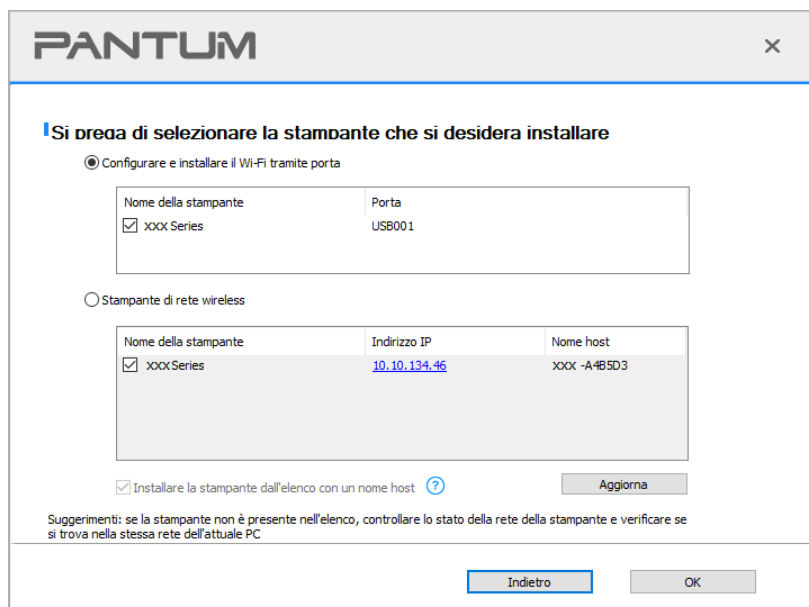 PANTUM
Si prega di selezionare la stampante che si desidera installare
Configurare e installare il Wi-Fi tramite porta
Nome della stampante Porta
XXX Series USB001
Stampante di rete wireless
Nome della stampante Indirizzo IP Nome host
XXX Series 10.10.134.46 XXX -A4B5D3
Installare la stampante dall'elenco con un nome host ?
Aggiorna
Suggerimenti: se la stampante non è presente nell'elenco, controllare lo stato della rete della stampante e verificare se
si trova nella stessa rete dell'attuale PC
Indietro OK